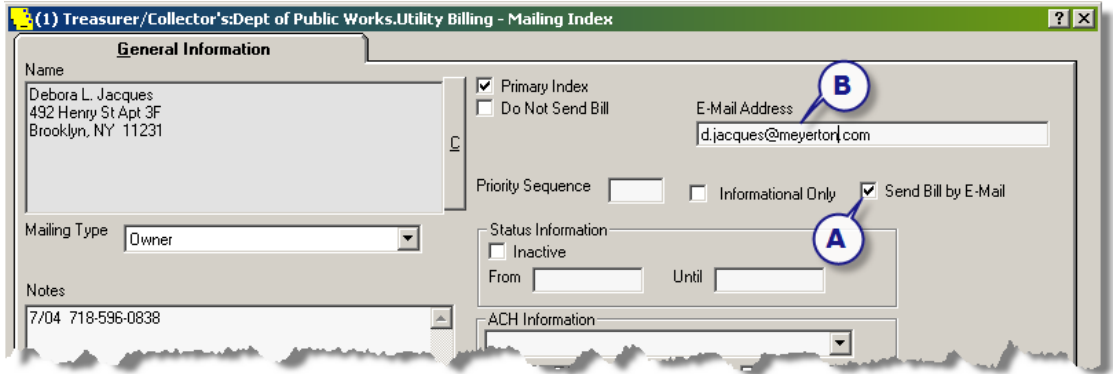 (1) Treasurer/Collector's:Dept of Public Works.Utility Billing - Mailing Index
General Information
Name
Debora L. Jacques
492 Henry St Apt 3F
Brooklyn, NY 11231
C
Primary Index
Do Not Send Bill
B
E-Mail Address
d.jacques@meyerton.com
Priority Sequence
Informational Only
Send Bill by E-Mail
A
Mailing Type
Owner
Status Information
Inactive
From
Until
Notes
7/04 718-596-0838
ACH Information